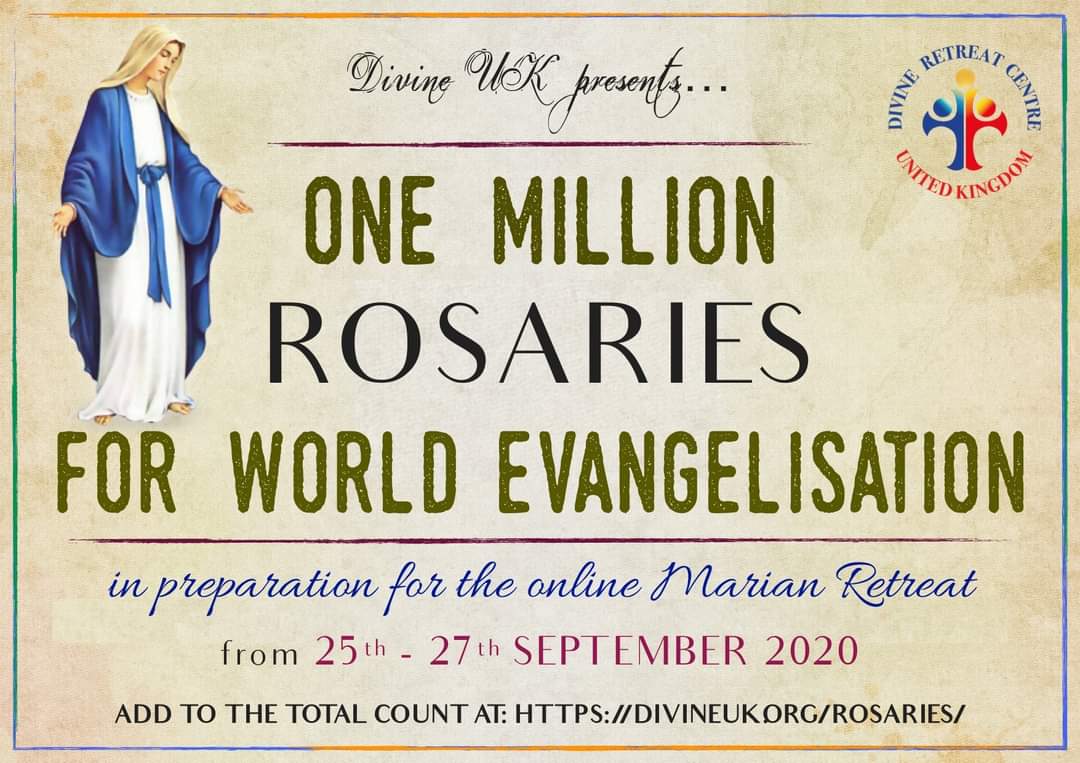 Divine UK presents...
DIVINE RETREAT CENTRE
UNITED KINGDOM
ONE MILLION
ROSARIES
FOR WORLD EVANGELISATION
in preparation for the online Marian Retreat
from 25th - 27th SEPTEMBER 2020
ADD TO THE TOTAL COUNT AT: HTTPS://DIVINEUK.ORG/ROSARIES/